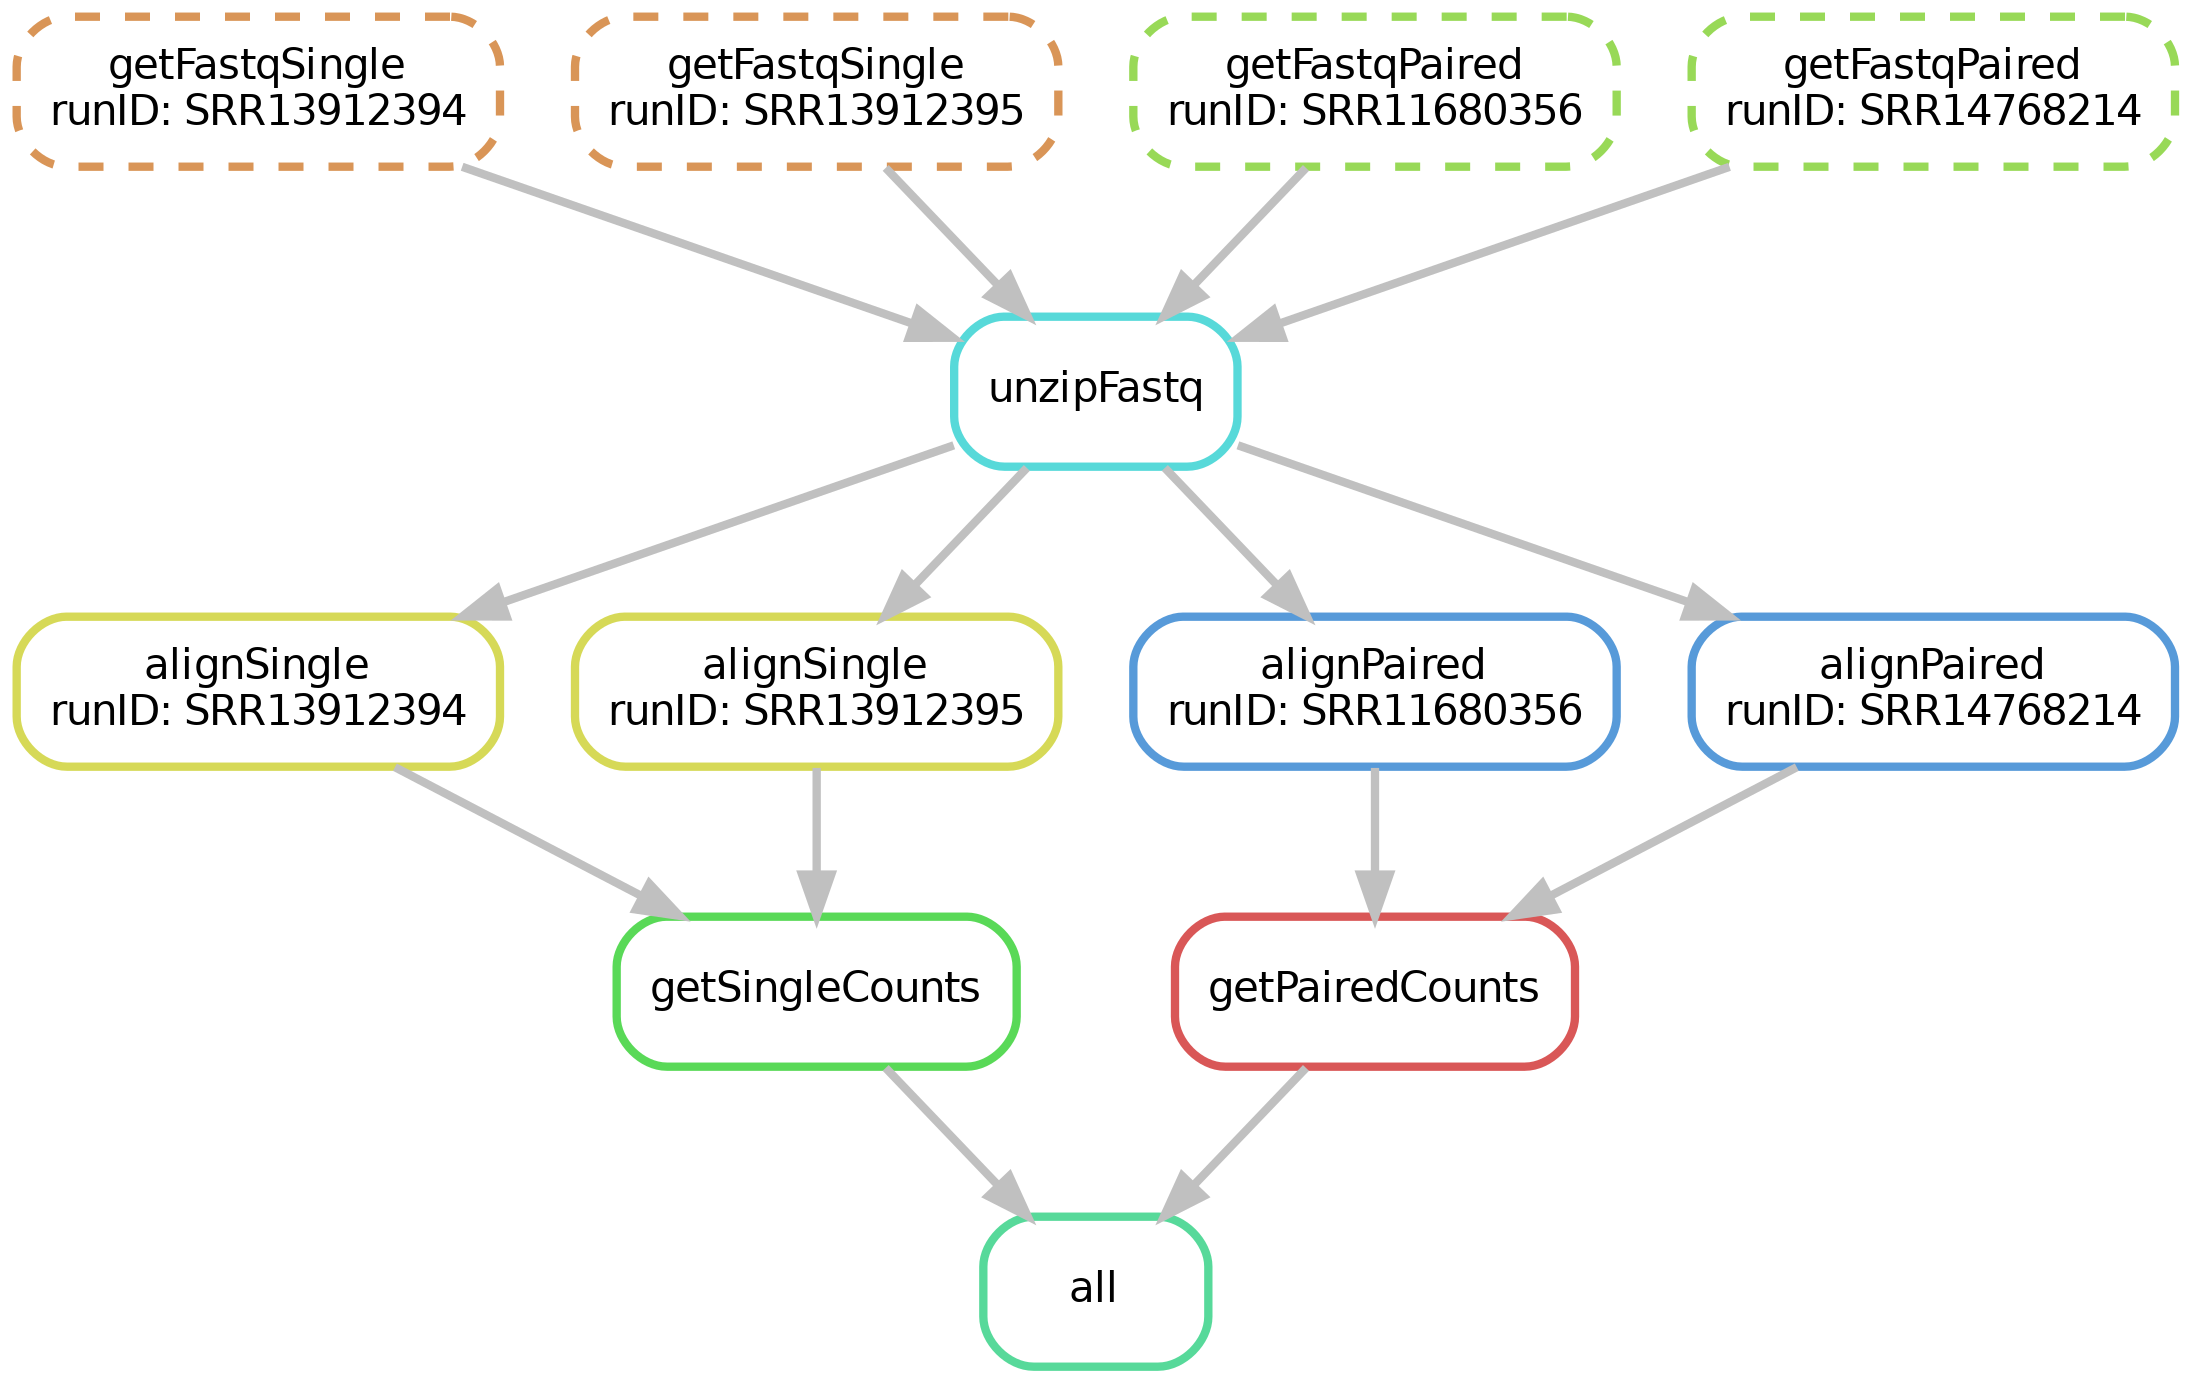 getFastqSingle
runID: SRR13912394
getFastqSingle
runID: SRR13912395
getFastqPaired
runID: SRR11680356
getFastqPaired
runID: SRR14768214
unzipFastq
alignSingle
runID: SRR13912394
alignSingle
runID: SRR13912395
alignPaired
runID: SRR11680356
alignPaired
runID: SRR14768214
getSingleCounts
getPairedCounts
all